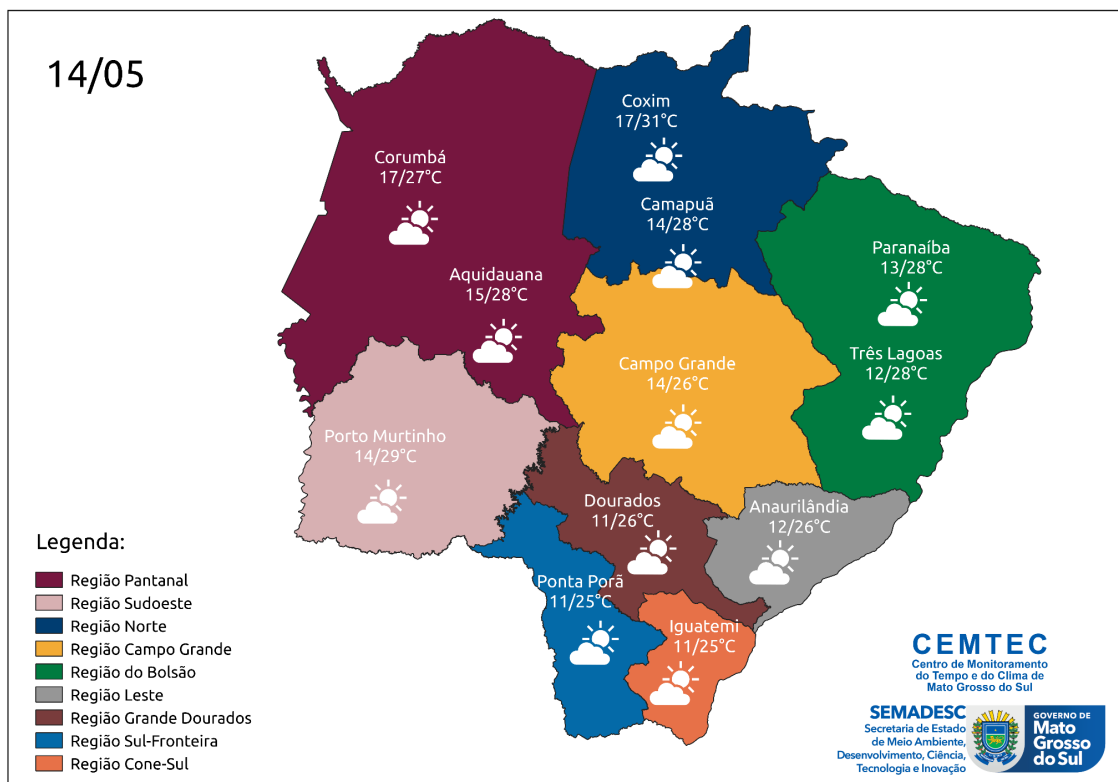 14/05
Coxim
17/31°C
Corumbá
17/27°C
Camapuã
14/28°C
Paranaíba
13/28°C
Aquidauana
15/28°C
Três Lagoas
12/28°C
Campo Grande
14/26°C
Porto Murtinho
14/29°C
Dourados
11/26°C
Anaurilândia
12/26°C
Ponta Porã
11/25°C
Iguatemi
11/25°C
Legenda:
Região Pantanal
Região Sudoeste
Região Norte
Região Campo Grande
Região do Bolsão
Região Leste
Região Grande Dourados
Região Sul-Fronteira
Região Cone-Sul
CEMTEC
Centro de Monitoramento
do Tempo e do Clima de
Mato Grosso do Sul
SEMADESC
Secretaria de Estado
de Meio Ambiente,
Desenvolvimento, Ciência,
Tecnologia e Inovação
GOVERNO DE
Mato
Grosso
do Sul